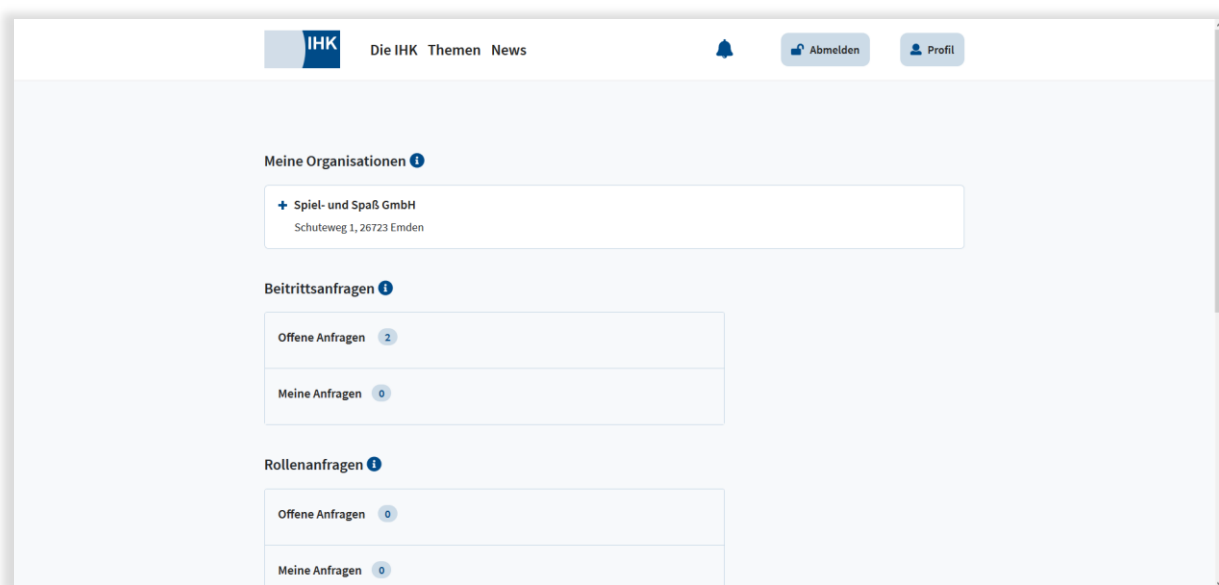 IHK
Die IHK Themen News
Abmelden
Profil
Meine Organisationen
Spiel- und Spaß GmbH
Schuteweg 1, 26723 Emden
Beitrittsanfragen
Offene Anfragen 2
Meine Anfragen 0
Rollenanfragen
Offene Anfragen 0
Meine Anfragen 0